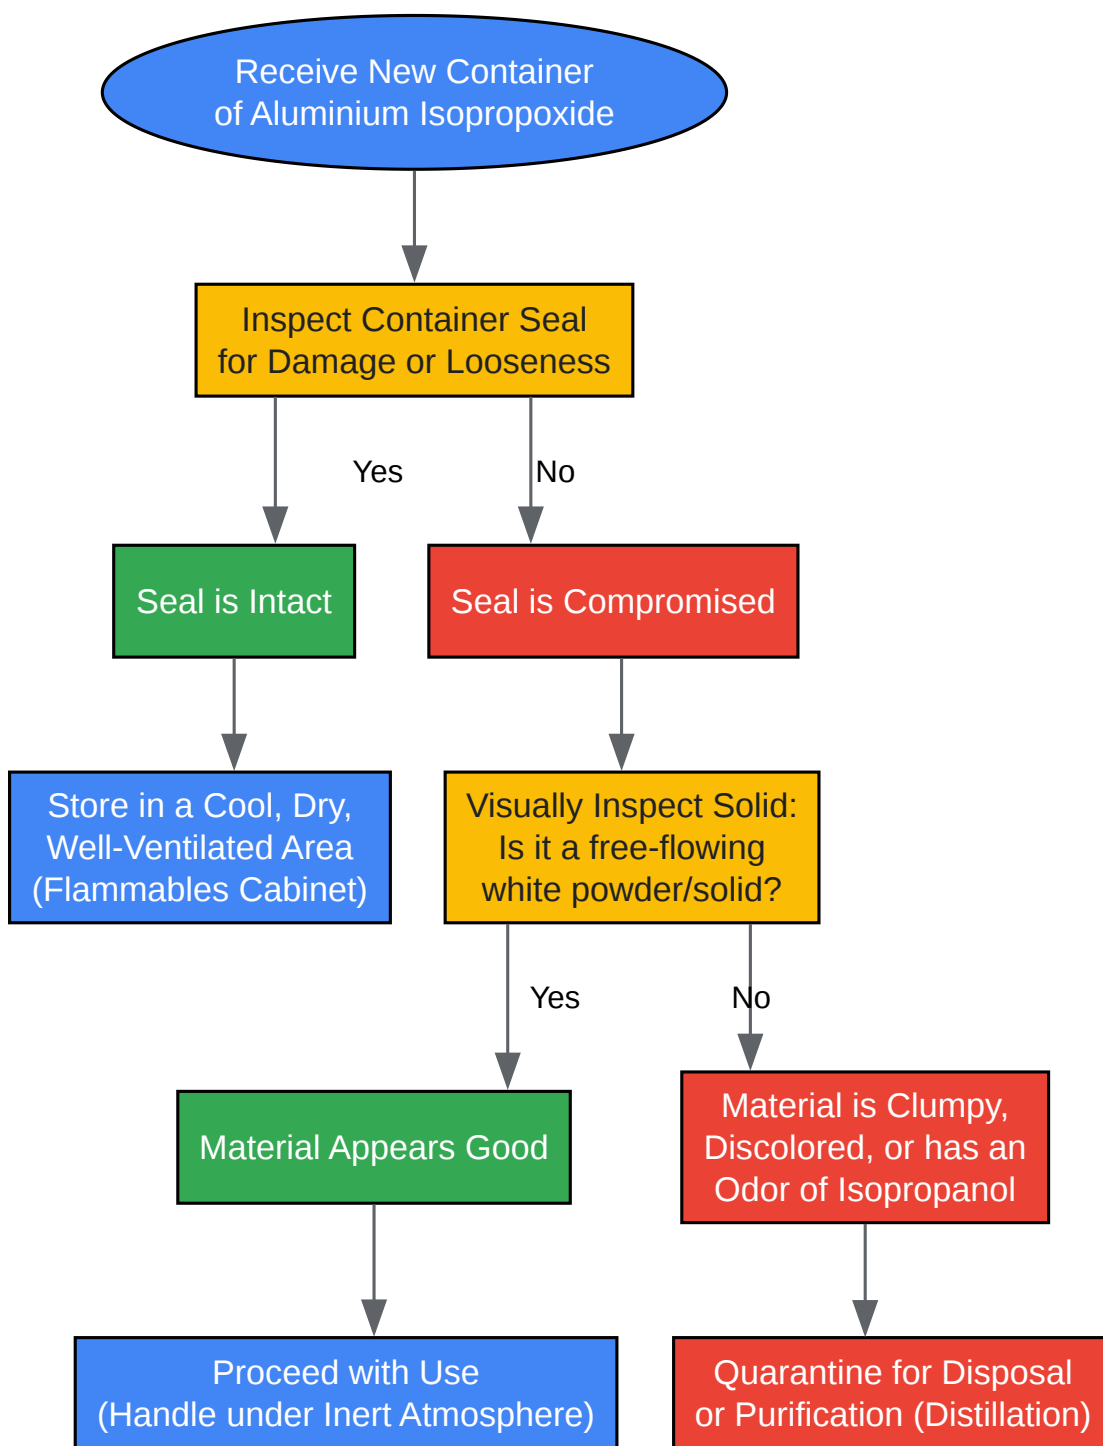 Receive New Container
of Aluminium Isopropoxide
Inspect Container Seal
for Damage or Looseness
Yes
No
Seal is Intact
Seal is Compromised
Store in a Cool, Dry,
Well-Ventilated Area
(Flammables Cabinet)
Visually Inspect Solid:
Is it a free-flowing
white powder/solid?
Yes
No
Material Appears Good
Material is Clumpy,
Discolored, or has an
Odor of Isopropanol
Proceed with Use
(Handle under Inert Atmosphere)
Quarantine for Disposal
or Purification (Distillation)